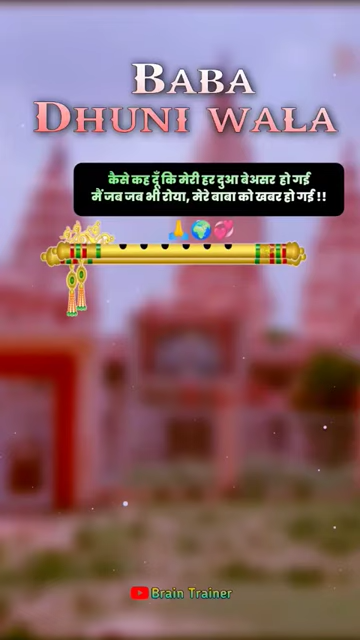 BABA
DHUNI WALA
कैसे कह दूँ कि मेरी हर दुआ बेअसर हो गई
मैं जब जब भी रोया, मेरे बाबा को खबर हो गई !!
🙏🌍💞
Brain Trainer